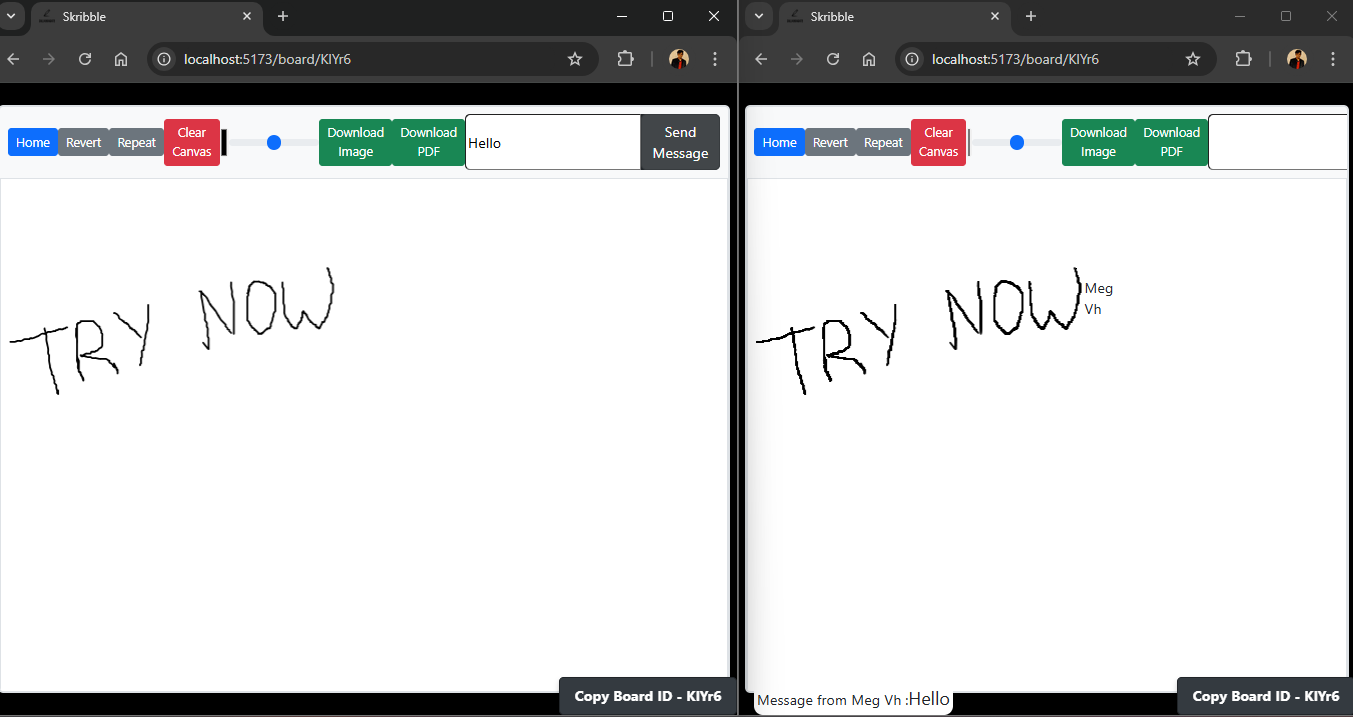 Skribble
localhost:5173/board/KIYr6
Home Revert Repeat Clear Canvas Download Image Download PDF Hello Send Message
TRY NOW
Copy Board ID - KIYr6
Skribble
localhost:5173/board/KIYr6
Home Revert Repeat Clear Canvas Download Image Download PDF
TRY NOW
Meg
Vh
Message from Meg Vh :Hello
Copy Board ID - KIYr6